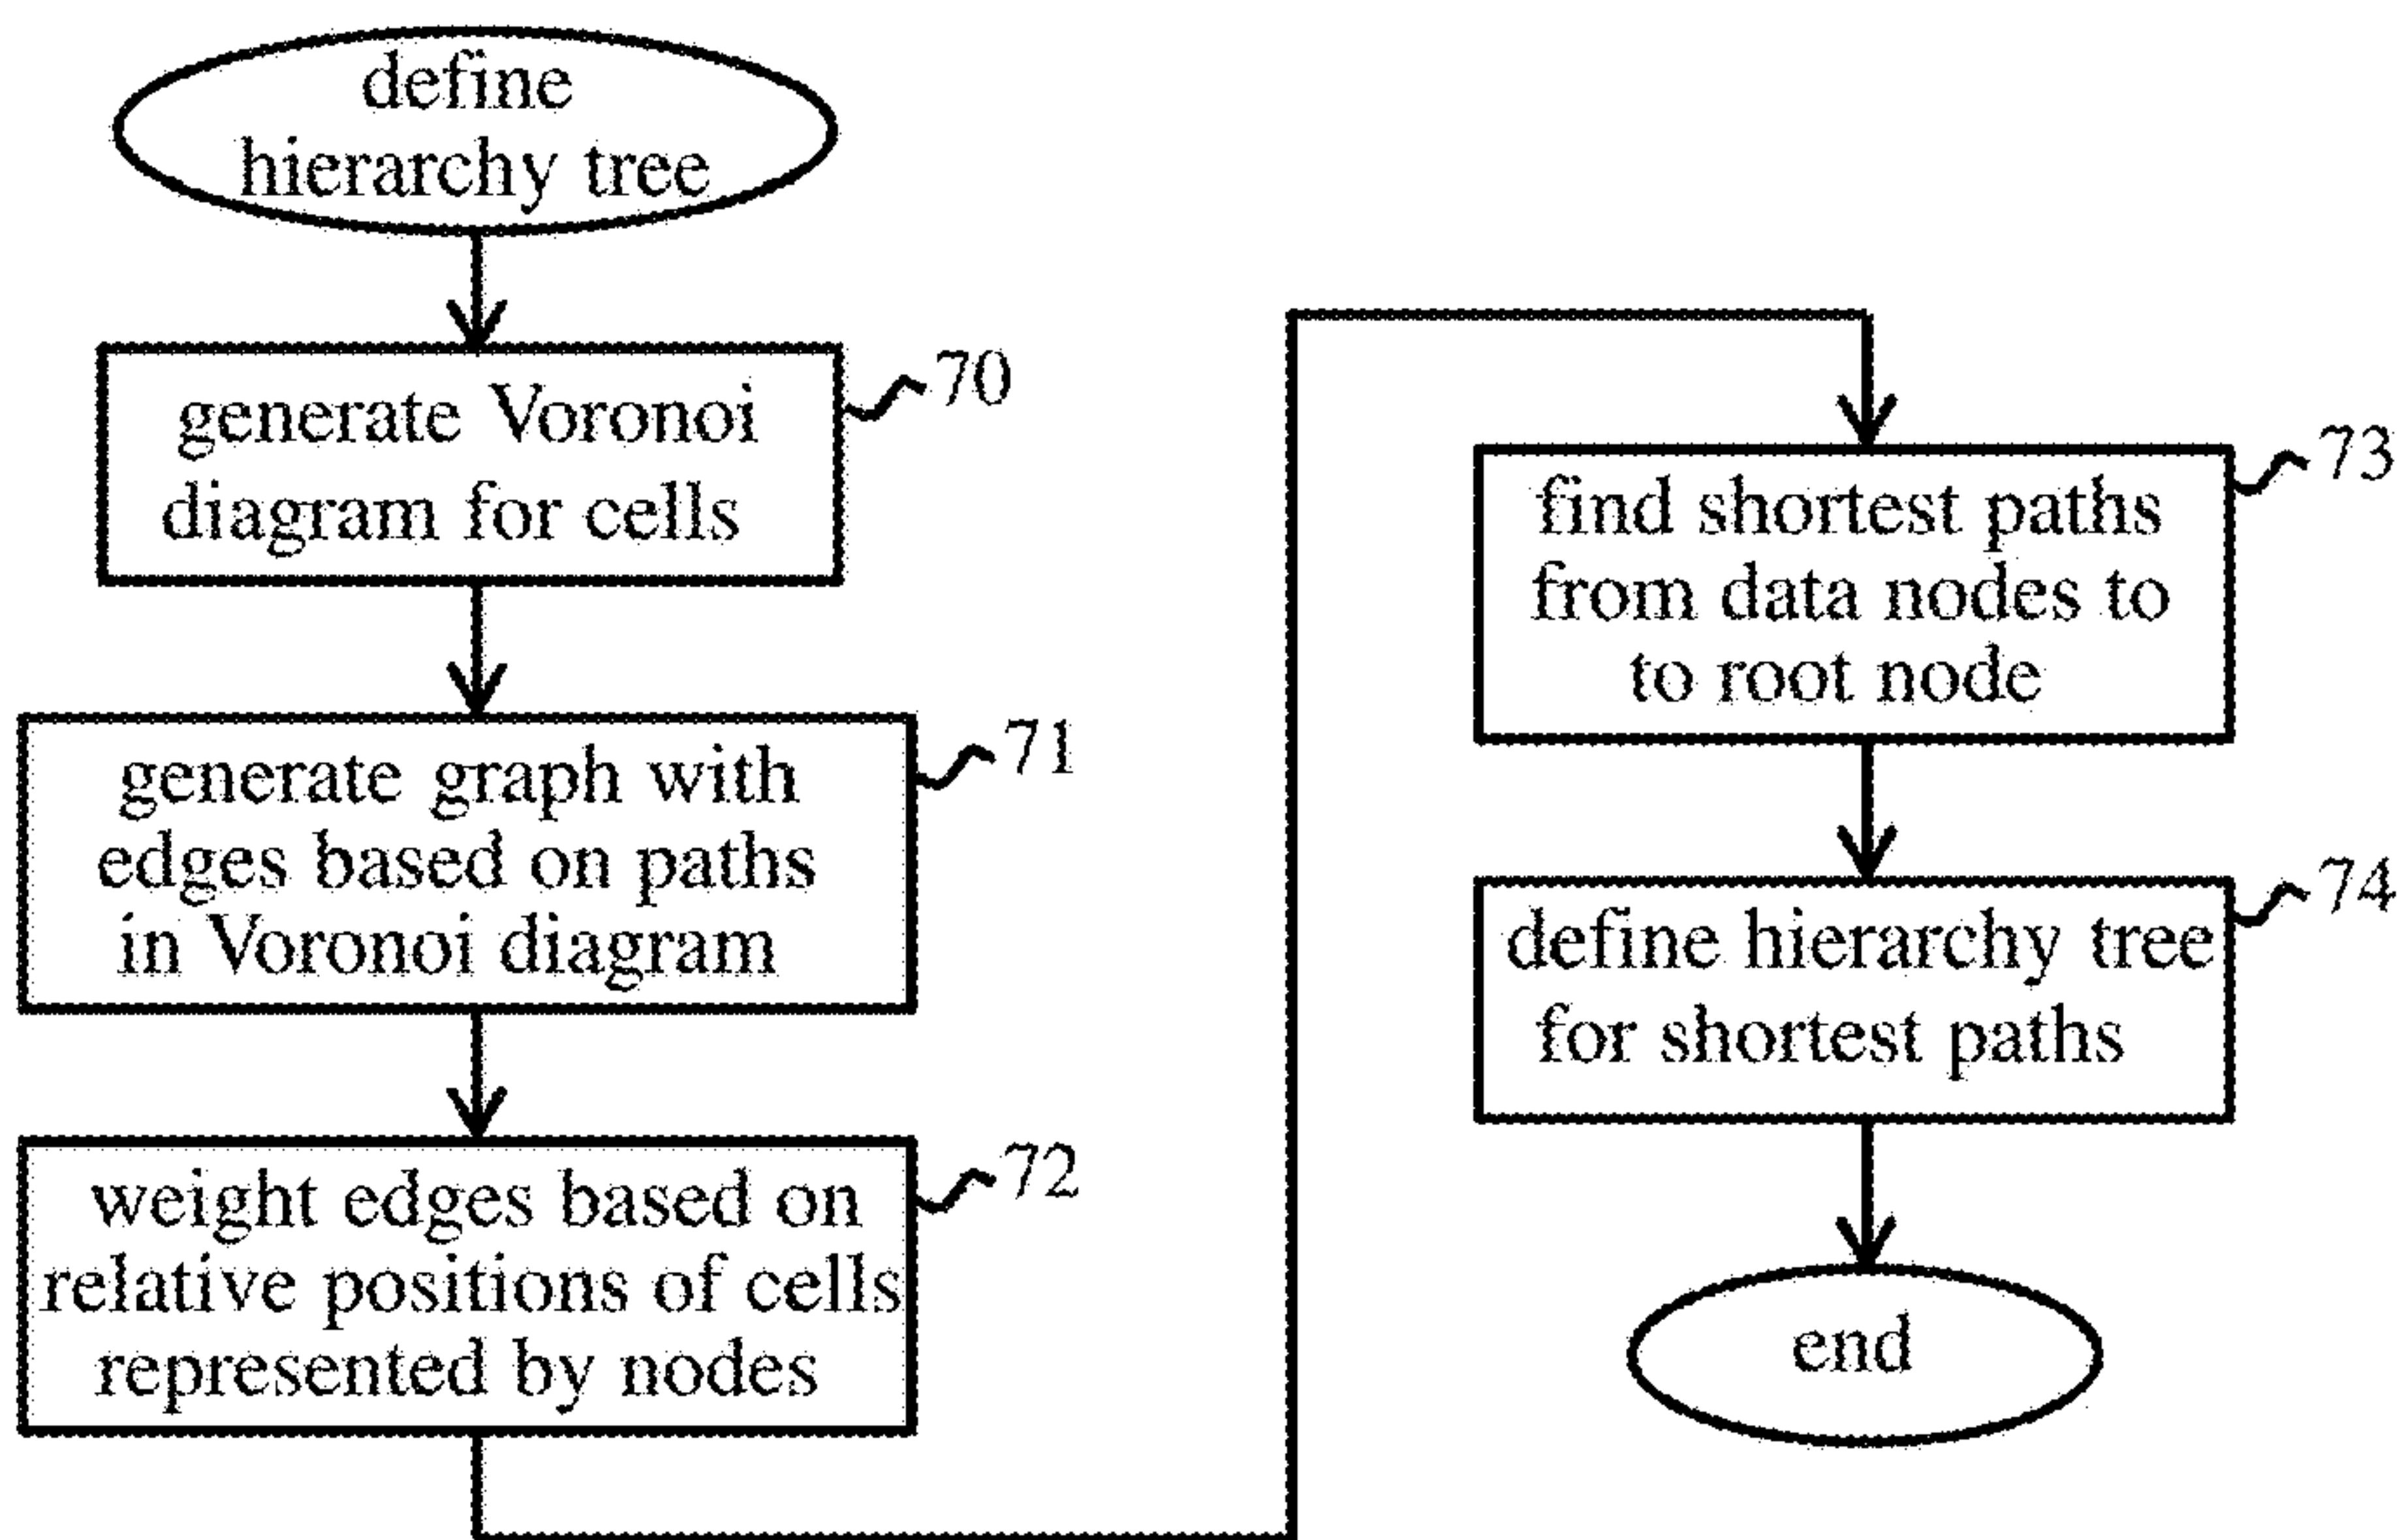 define
hierarchy tree
70
generate Voronoi
diagram for cells
71
generate graph with
edges based on paths
in Voronoi diagram
72
weight edges based on
relative positions of cells
represented by nodes
73
find shortest paths
from data nodes to
to root node
74
define hierarchy tree
for shortest paths
end